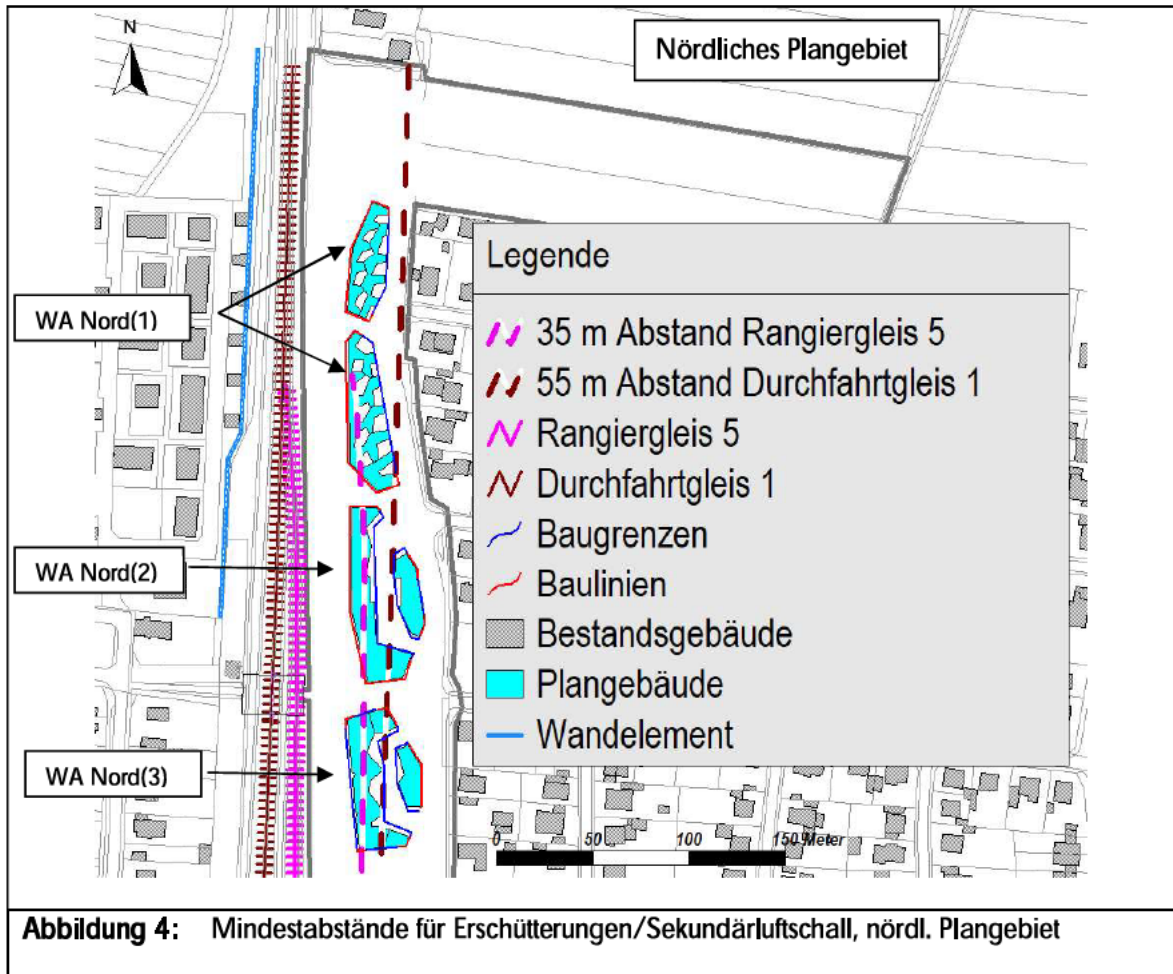 N
Nördliches Plangebiet
Legende
35 m Abstand Rangiergleis 5
55 m Abstand Durchfahrtgleis 1
Rangiergleis 5
Durchfahrtgleis 1
Baugrenzen
Baulinien
Bestandsgebäude
Plangebäude
Wandelement
WA Nord(1)
WA Nord(2)
WA Nord(3)
0 50 100 150 Meter
Abbildung 4: Mindestabstände für Erschütterungen/Sekundärluftschall, nördl. Plangebiet